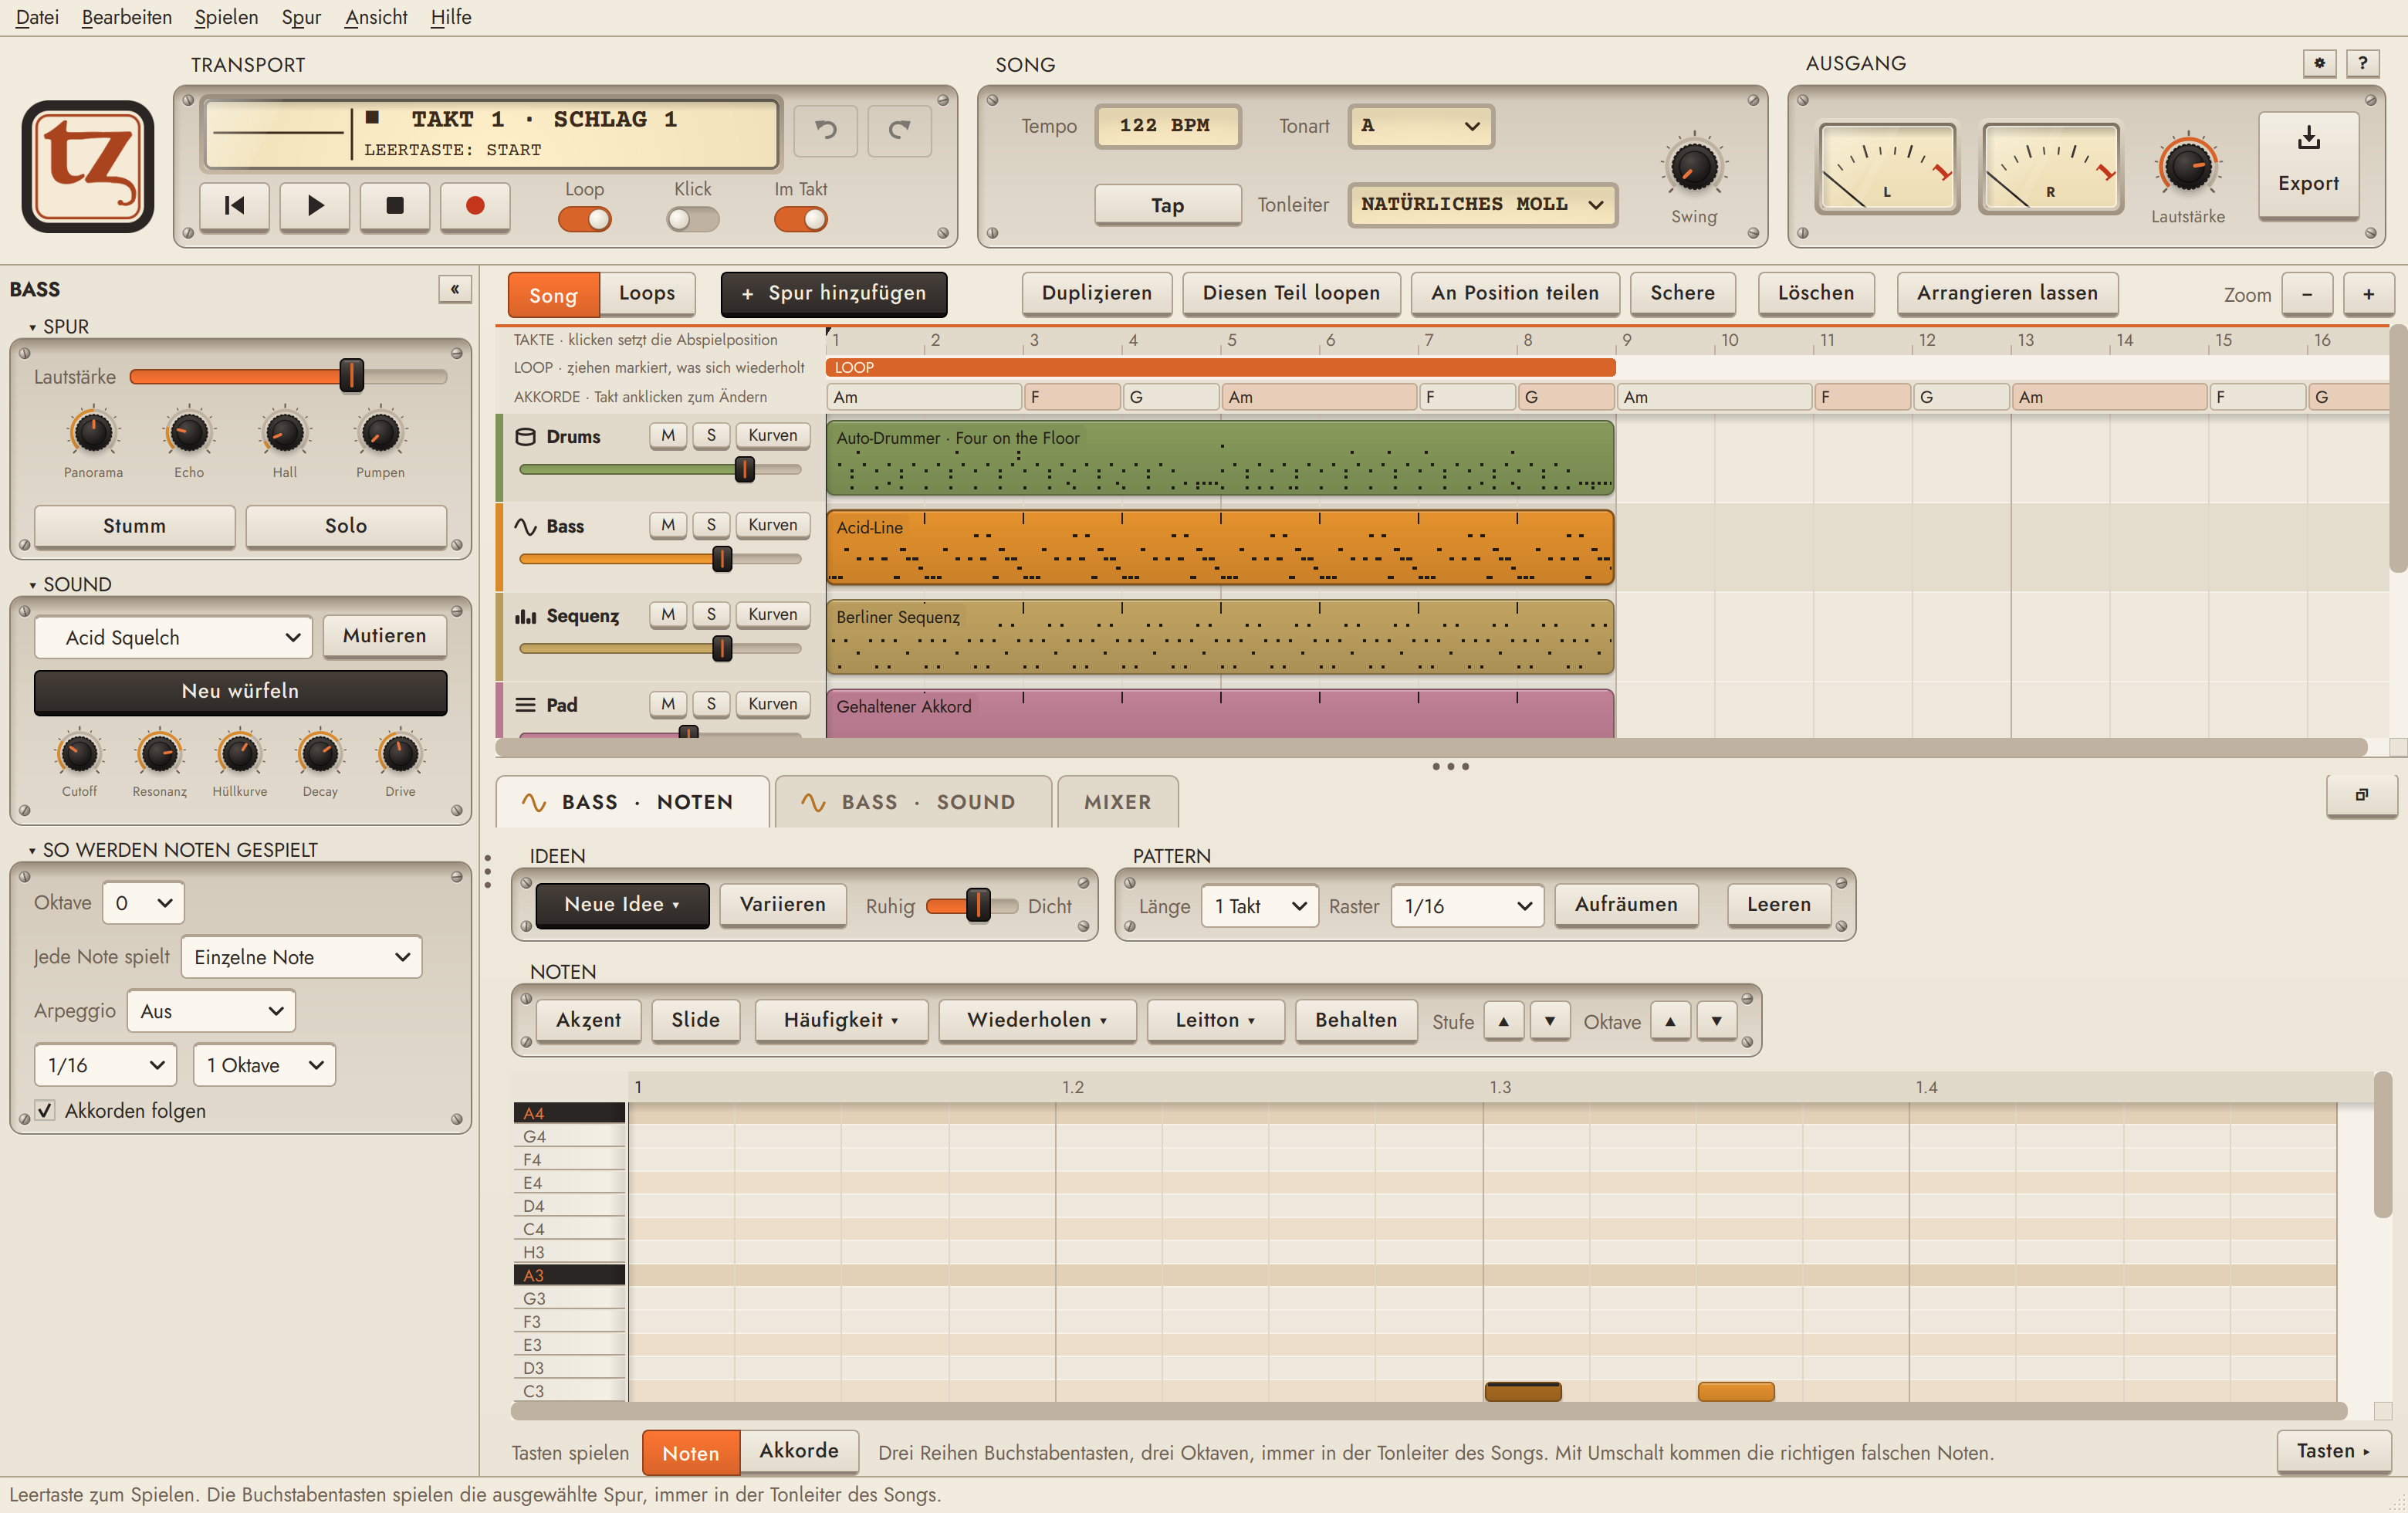 Datei Bearbeiten Spielen Spur Ansicht Hilfe
TRANSPORT
SONG
AUSGANG
?
tz
TAKT 1 · SCHLAG 1
LEERTASTE: START
Loop
Klick
Im Takt
Tempo
122 BPM
Tonart
A
Tap
Tonleiter
NATÜRLICHES MOLL
Swing
L
R
Lautstärke
Export
BASS
«
SPUR
Lautstärke
Panorama Echo Hall Pumpen
Stumm Solo
SOUND
Acid Squelch
Mutieren
Neu würfeln
Cutoff Resonanz Hüllkurve Decay Drive
SO WERDEN NOTEN GESPIELT
Oktave 0
Jede Note spielt Einzelne Note
Arpeggio Aus
1/16 1 Oktave
Akkorden folgen
Song Loops + Spur hinzufügen Duplizieren Diesen Teil loopen An Position teilen Schere Löschen Arrangieren lassen Zoom − +
TAKTE · klicken setzt die Abspielposition
1 2 3 4 5 6 7 8 9 10 11 12 13 14 15 16
LOOP · ziehen markiert, was sich wiederholt
LOOP
AKKORDE · Takt anklicken zum Ändern
Am F G Am F G Am F G Am F G
Drums M S Kurven
Auto-Drummer · Four on the Floor
Bass M S Kurven
Acid-Line
Sequenz M S Kurven
Berliner Sequenz
Pad M S Kurven
Gehaltener Akkord
BASS · NOTEN
BASS · SOUND
MIXER
IDEEN
Neue Idee Variieren Ruhig Dicht
PATTERN
Länge 1 Takt Raster 1/16 Aufräumen Leeren
NOTEN
Akzent Slide Häufigkeit Wiederholen Leitton Behalten Stufe Oktave
1 1.2 1.3 1.4
A4
G4
F4
E4
D4
C4
H3
A3
G3
F3
E3
D3
C3
Tasten spielen Noten Akkorde Drei Reihen Buchstabentasten, drei Oktaven, immer in der Tonleiter des Songs. Mit Umschalt kommen die richtigen falschen Noten. Tasten
Leertaste zum Spielen. Die Buchstabentasten spielen die ausgewählte Spur, immer in der Tonleiter des Songs.